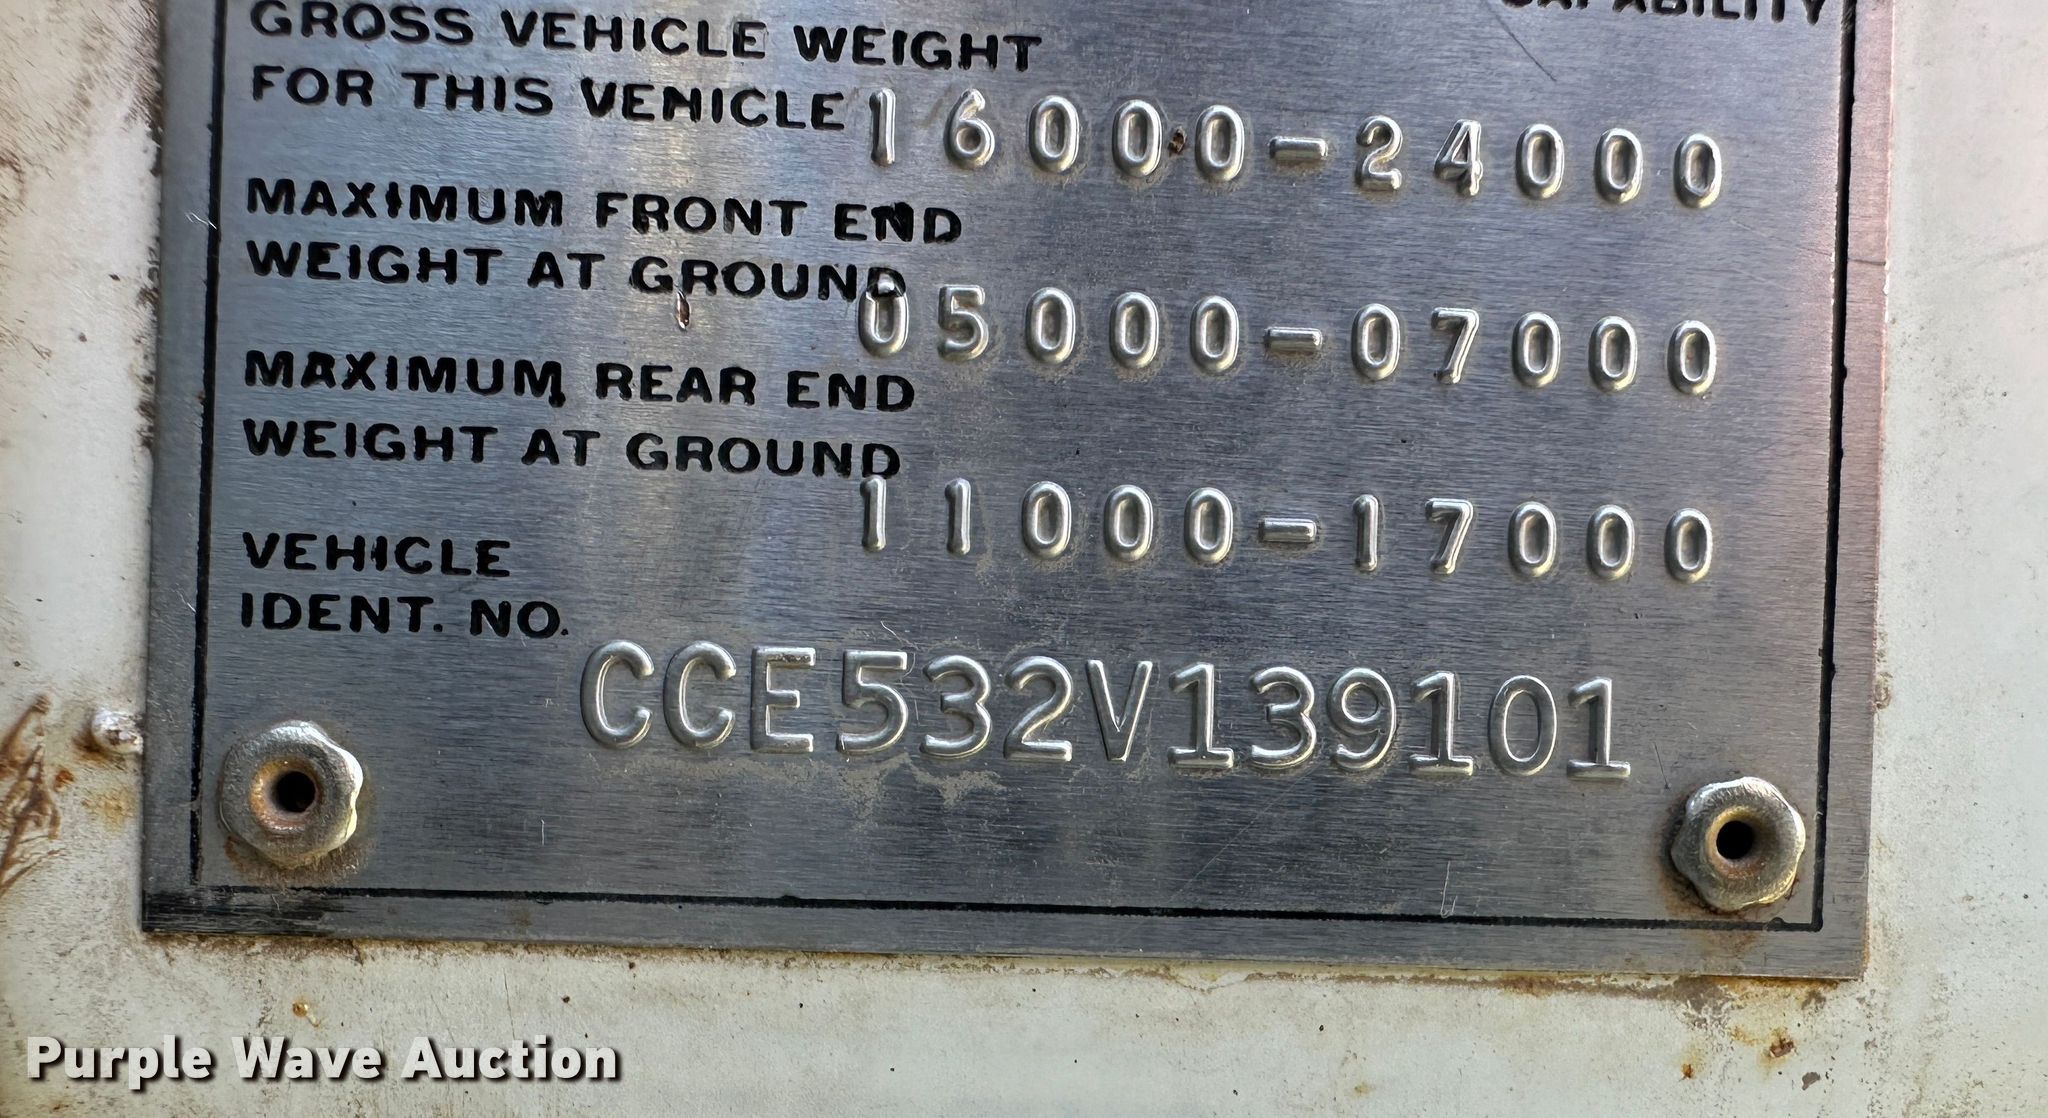 CAPABILITY
GROSS VEHICLE WEIGHT
FOR THIS VEHICLE 16000-24000
MAXIMUM FRONT END
WEIGHT AT GROUND 05000-07000
MAXIMUM REAR END
WEIGHT AT GROUND 11000-17000
VEHICLE
IDENT. NO. CCE532V139101
Purple Wave Auction